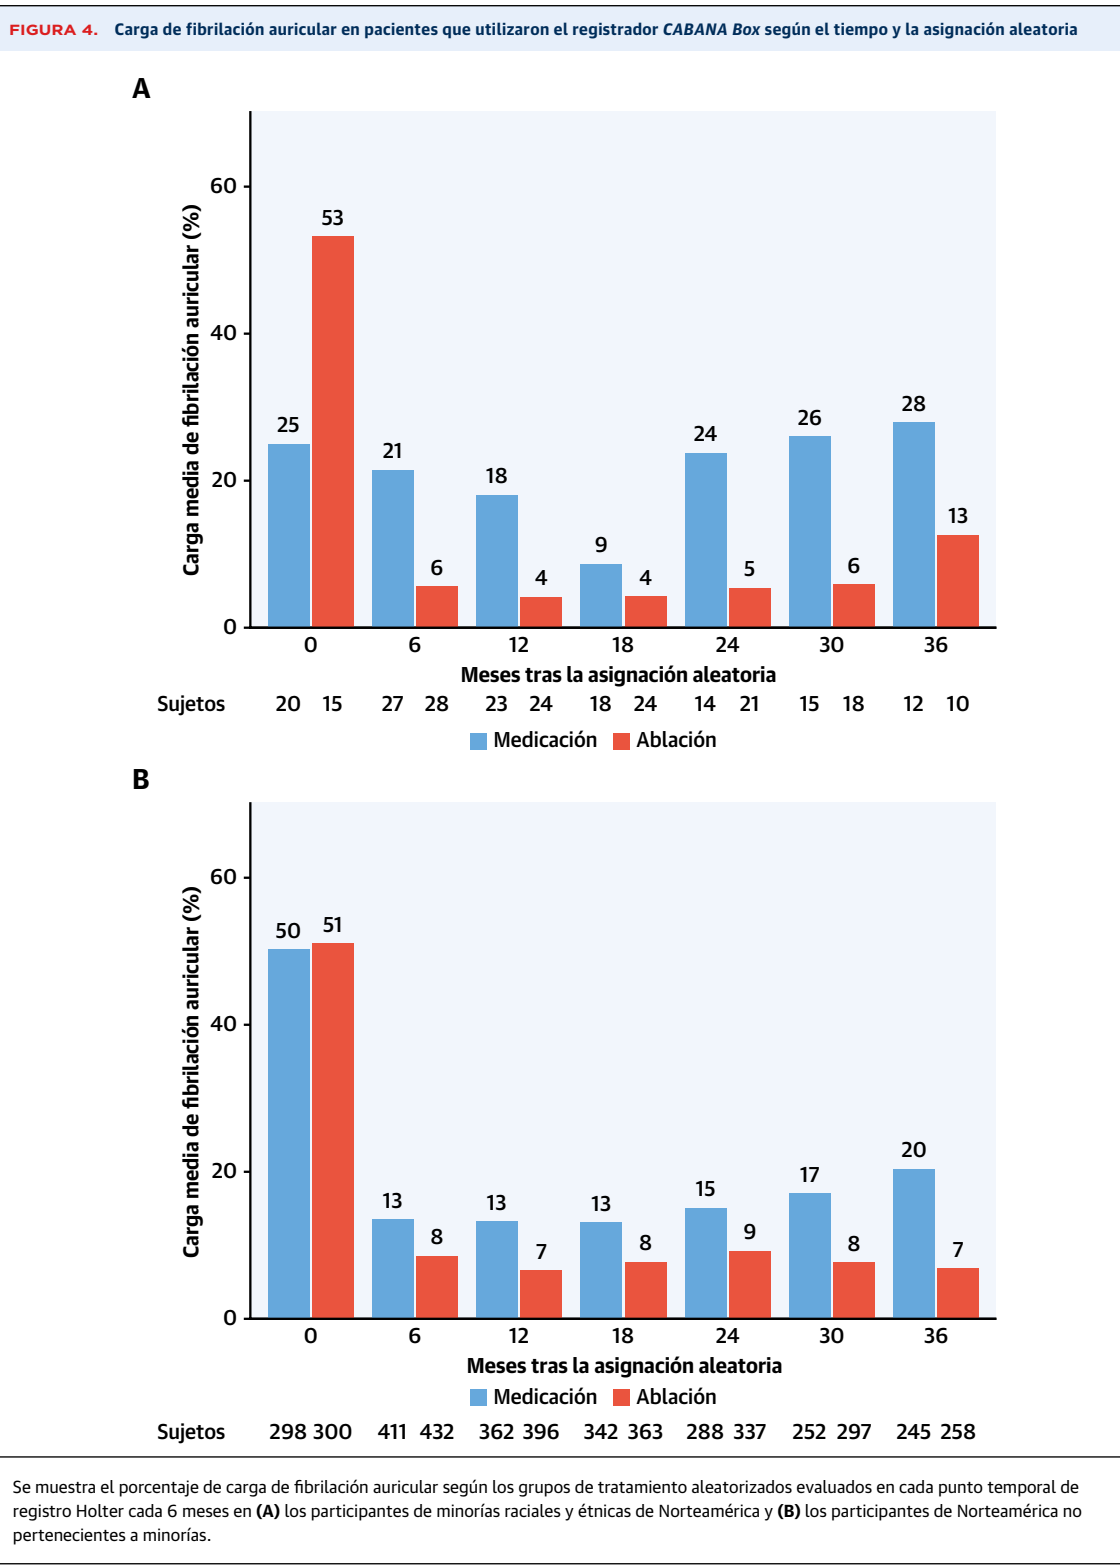 FIGURA 4. Carga de fibrilación auricular en pacientes que utilizaron el registrador CABANA Box según el tiempo y la asignación aleatoria
A
Carga media de fibrilación auricular (%)
60
40
20
0
25 53
21 6
18 4
9 4
24 5
26 6
28 13
0 6 12 18 24 30 36
Meses tras la asignación aleatoria
Sujetos 20 15 27 28 23 24 18 24 14 21 15 18 12 10
Medicación Ablación
B
Carga media de fibrilación auricular (%)
60
40
20
0
50 51
13 8
13 7
13 8
15 9
17 8
20 7
0 6 12 18 24 30 36
Meses tras la asignación aleatoria
Medicación Ablación
Sujetos 298 300 411 432 362 396 342 363 288 337 252 297 245 258
Se muestra el porcentaje de carga de fibrilación auricular según los grupos de tratamiento aleatorizados evaluados en cada punto temporal de
registro Holter cada 6 meses en (A) los participantes de minorías raciales y étnicas de Norteamérica y (B) los participantes de Norteamérica no
pertenecientes a minorías.